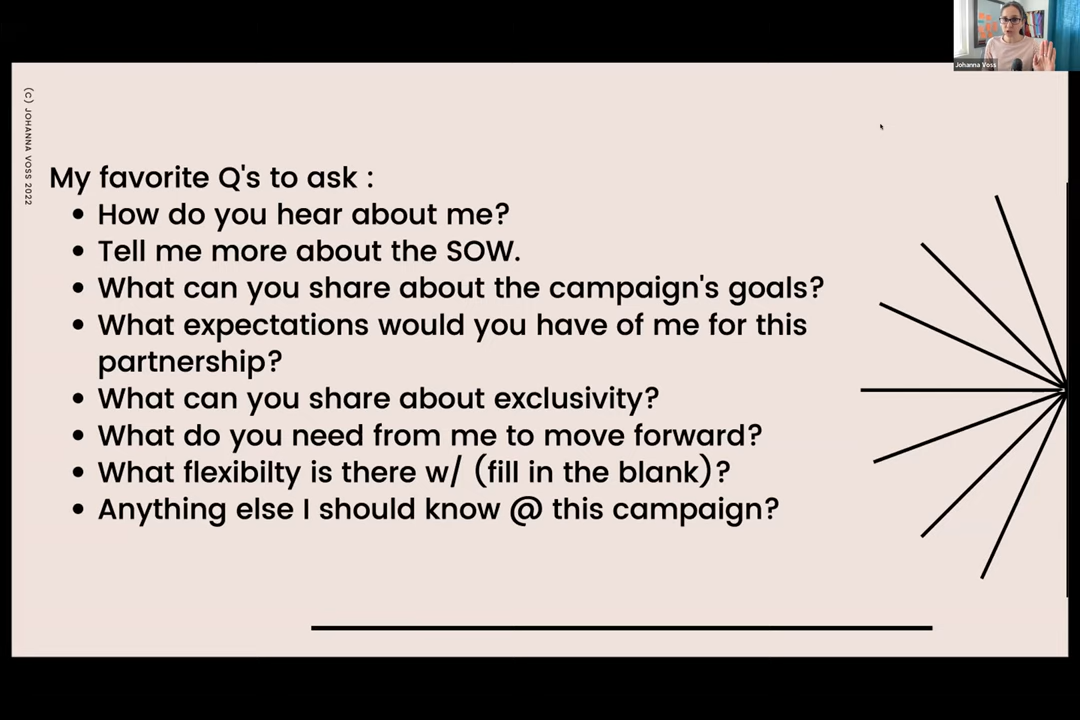 Johanna Voss
(C) JOHANNA VOSS 2022
My favorite Q's to ask :
• How do you hear about me?
• Tell me more about the SOW.
• What can you share about the campaign's goals?
• What expectations would you have of me for this
partnership?
• What can you share about exclusivity?
• What do you need from me to move forward?
• What flexibilty is there w/ (fill in the blank)?
• Anything else I should know @ this campaign?